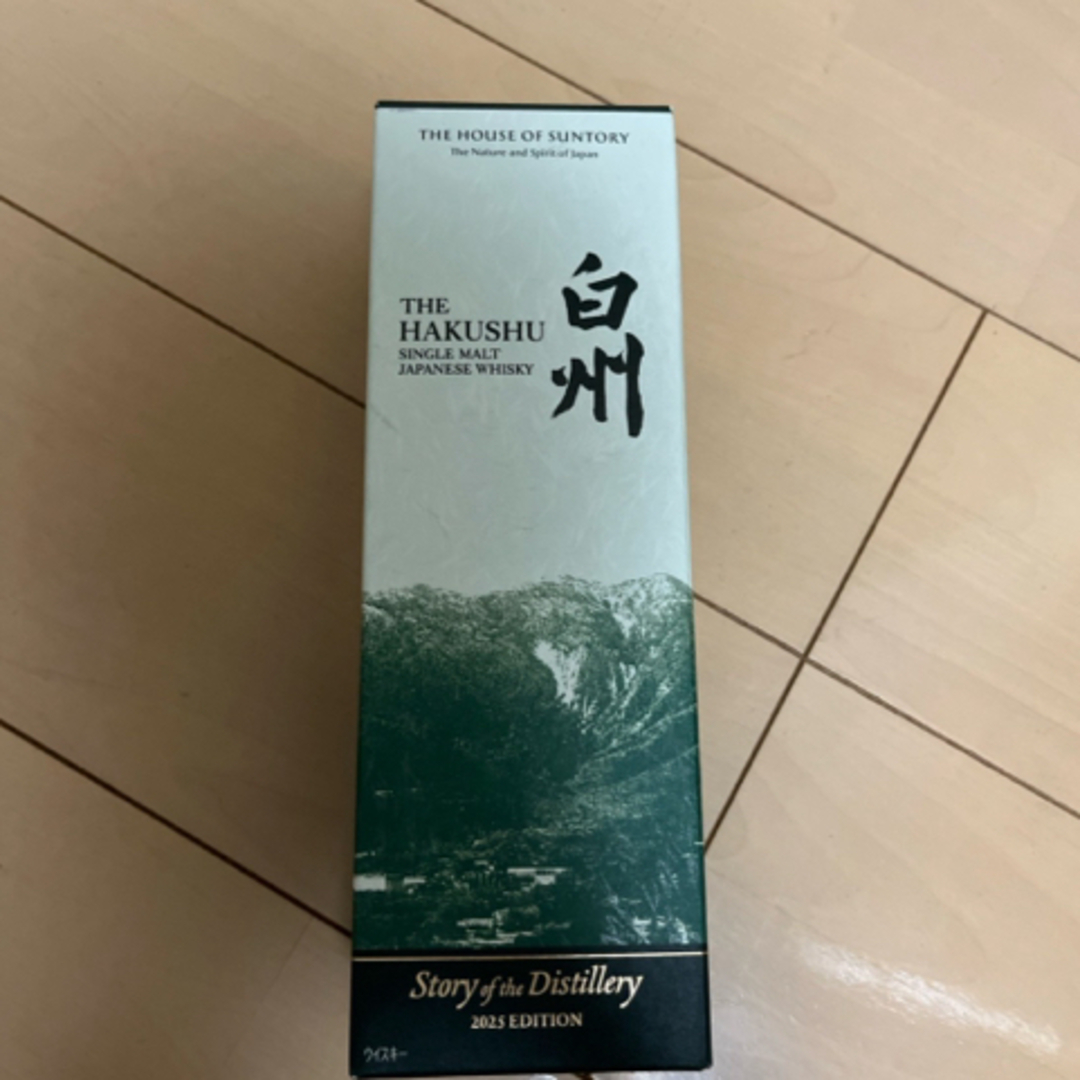 THE HOUSE OF SUNTORY
The Nature and Spirit of Japan
白州
THE
HAKUSHU
SINGLE MALT
JAPANESE WHISKY
Story of the Distillery
2025 EDITION
ウイスキー